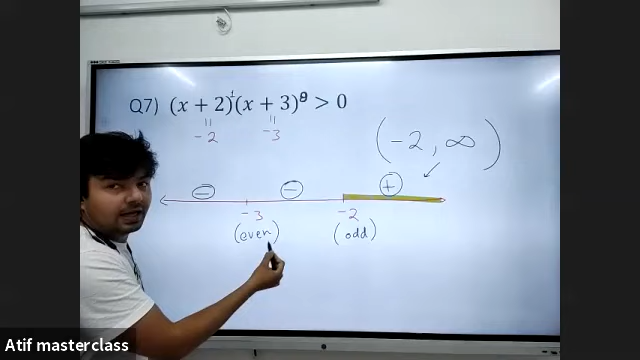 Q7) (x + 2)¹(x + 3)⁸ > 0
= =
-2 -3
(-2, ∞)
- - +
-3 -2
(even) (odd)
Atif masterclass